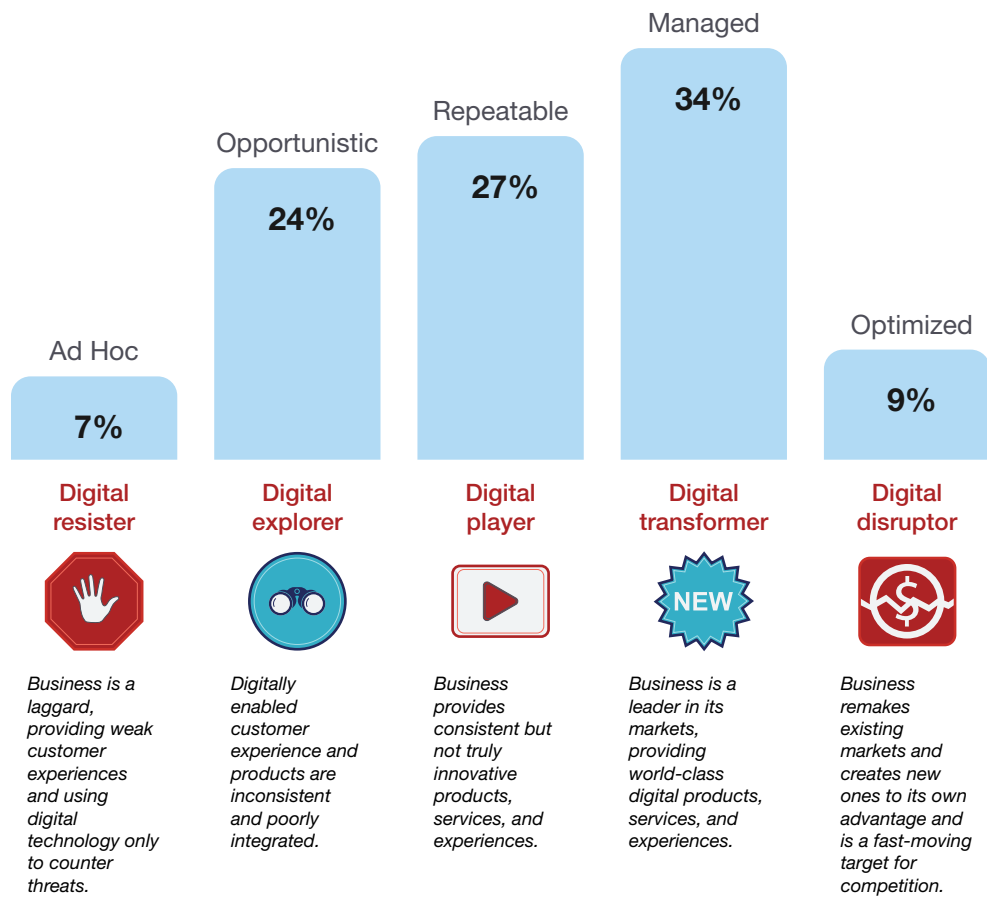 Managed
34%
Repeatable
27%
Opportunistic
24%
Optimized
9%
Ad Hoc
7%
Digital
resister
Digital
explorer
Digital
player
Digital
transformer
Digital
disruptor
NEW
$
Business is a
laggard,
providing weak
customer
experiences
and using
digital
technology only
to counter
threats.
Digitally
enabled
customer
experience and
products are
inconsistent
and poorly
integrated.
Business
provides
consistent but
not truly
innovative
products,
services, and
experiences.
Business is a
leader in its
markets,
providing
world-class
digital products,
services, and
experiences.
Business
remakes
existing
markets and
creates new
ones to its own
advantage and
is a fast-moving
target for
competition.